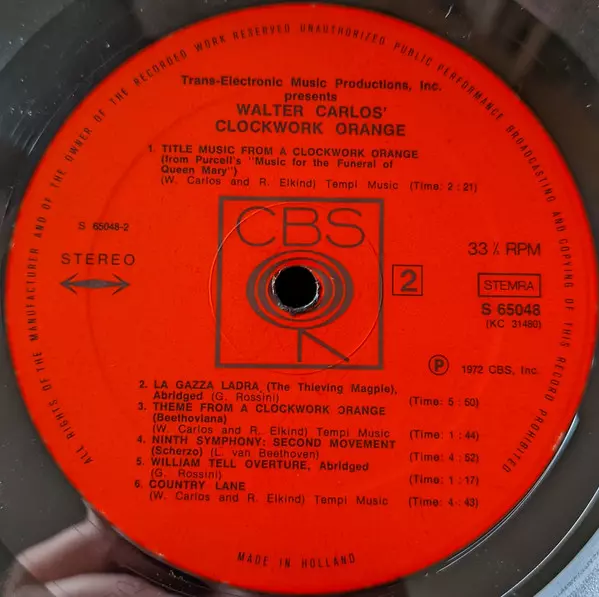 ALL RIGHTS OF THE MANUFACTURER AND OF THE OWNER OF THE RECORDED WORK RESERVED UNAUTHORIZED PUBLIC PERFORMANCE BROADCASTING AND COPYING OF THIS RECORD PROHIBITED
Trans-Electronic Music Productions, Inc.
presents
WALTER CARLOS'
CLOCKWORK ORANGE
1. TITLE MUSIC FROM A CLOCKWORK ORANGE
(from Purcell's "Music for the Funeral of
Queen Mary")
(W. Carlos and R. Elkind) Tempi Music (Time: 2 : 21)
S 65048-2
STEREO
CBS
2
33⅓ RPM
STEMRA
S 65048
(KC 31480)
Ⓟ 1972 CBS, Inc.
2. LA GAZZA LADRA (The Thieving Magpie),
Abridged (G. Rossini) (Time: 5 : 50)
3. THEME FROM A CLOCKWORK ORANGE
(Beethoviana)
(W. Carlos and R. Elkind) Tempi Music (Time: 1 : 44)
4. NINTH SYMPHONY: SECOND MOVEMENT
(Scherzo) (L. van Beethoven) (Time: 4 : 52)
5. WILLIAM TELL OVERTURE, Abridged
(G. Rossini) (Time: 1 : 17)
6. COUNTRY LANE
(W. Carlos and R. Elkind) Tempi Music (Time: 4 : 43)
MADE IN HOLLAND